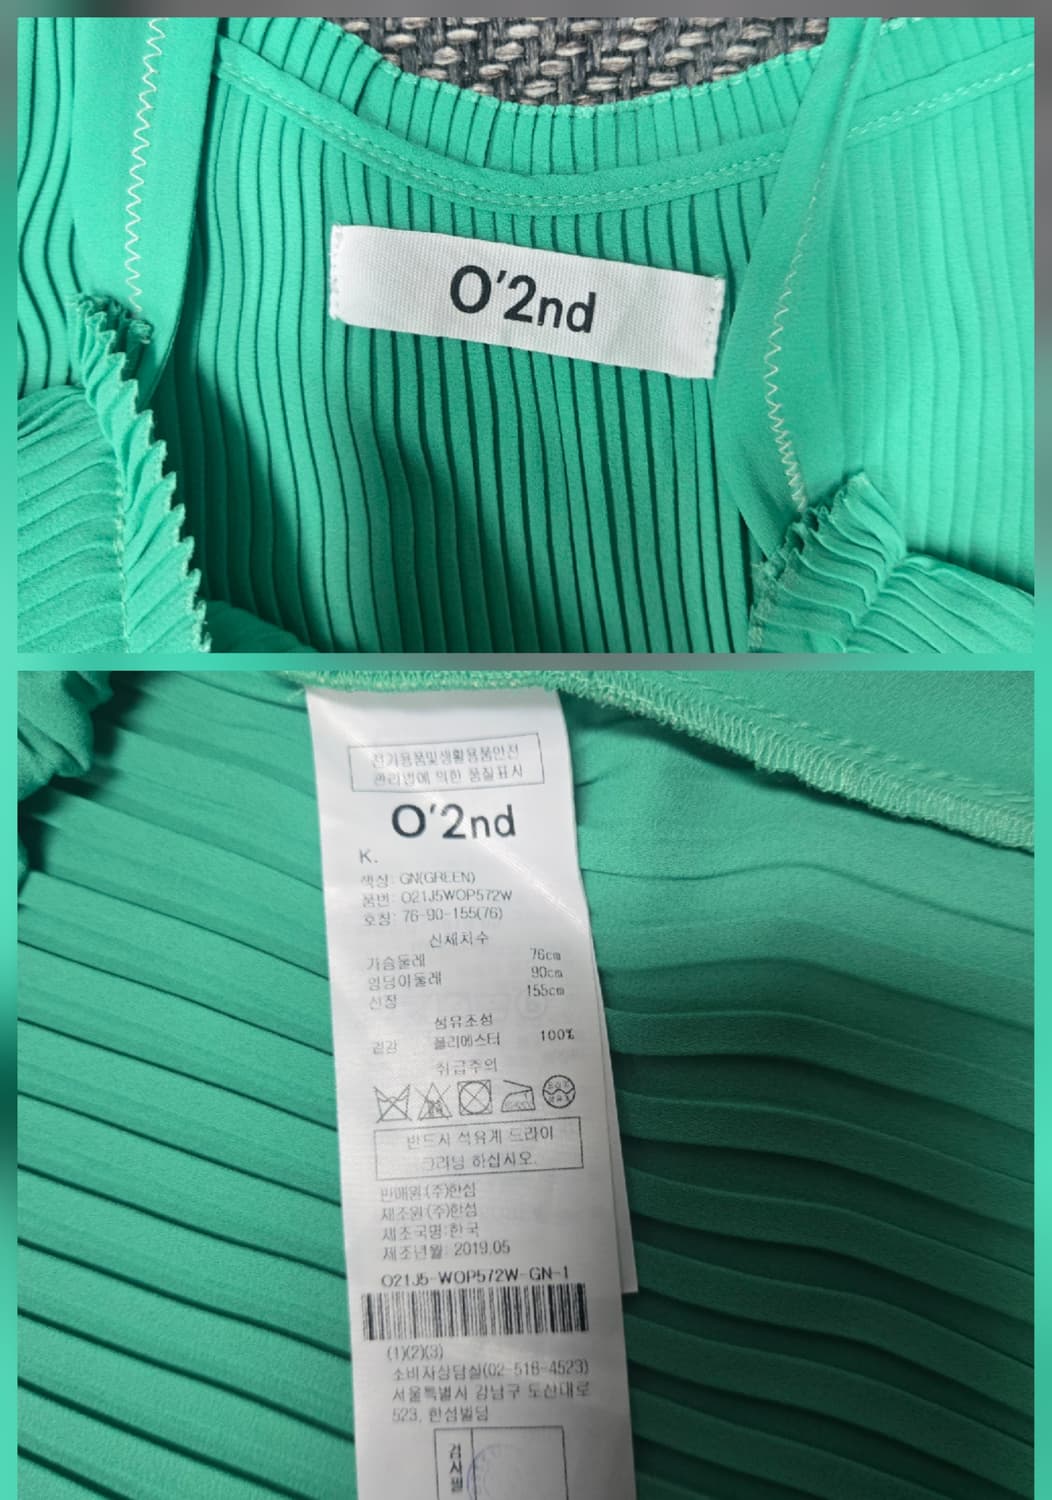 O'2nd
전기용품및생활용품안전
관리법에 의한 품질표시
O'2nd
K.
색상: GN(GREEN)
품번: O21J5WOP572W
호칭: 76-90-155(76)
신체치수
가슴둘레 76cm
엉덩이둘레 90cm
신장 155cm
섬유조성
겉감 폴리에스터 100%
취급주의
반드시 석유계 드라이
크리닝 하십시오.
판매원(주)한섬
제조원(주)한섬
제조국명:한국
제조년월: 2019.05
O21J5-WOP572W-GN-1
(1)(2)(3)
소비자상담실(02-518-4523)
서울특별시 강남구 도산대로
523, 한섬빌딩
검사필